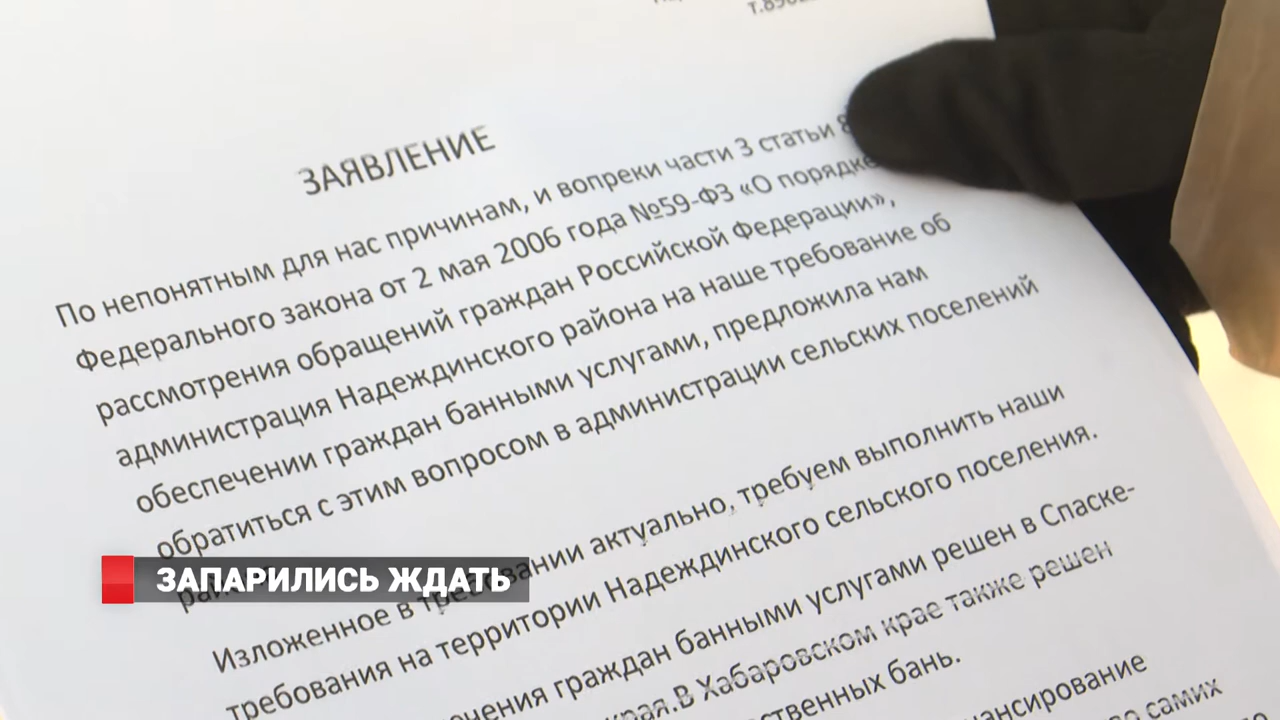 ЗАЯВЛЕНИЕ
По непонятным для нас причинам, и вопреки части 3 статьи 8
Федерального закона от 2 мая 2006 года №59-ФЗ «О порядке
рассмотрения обращений граждан Российской Федерации»,
администрация Надеждинского района на наше требование об
обеспечении граждан банными услугами, предложила нам
обратиться с этим вопросом в администрации сельских поселений
ЗАПАРИЛИСЬ ЖДАТЬ
Изложенное в требовании актуально, требуем выполнить наши
требования на территории Надеждинского сельского поселения.
граждан банными услугами решен в Спаске-
края.В Хабаровском крае также решен
бань.
самих